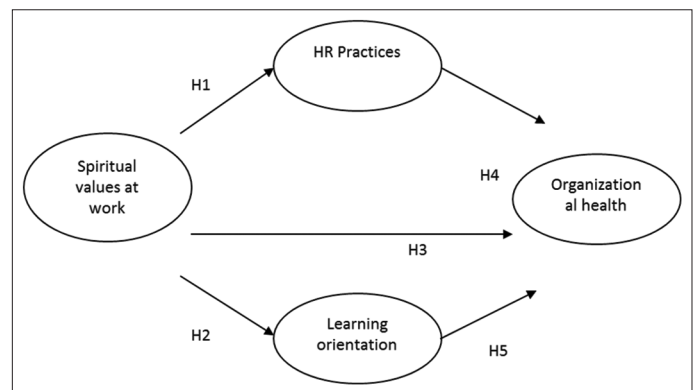 HR Practices
H1
Spiritual
values at
work
H4
Organization
al health
H3
H2
Learning
orientation
H5